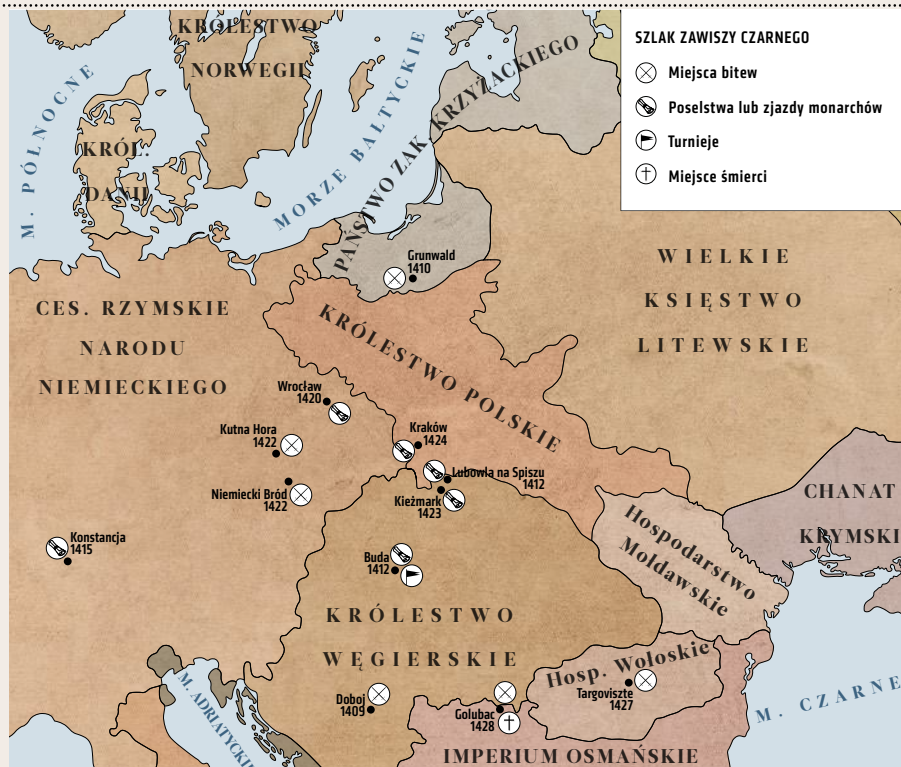 SZLAK ZAWISZY CZARNEGO
Miejsca bitew
Poselstwa lub zjazdy monarchów
Turnieje
Miejsce śmierci
KRÓLESTWO
NORWEGII
M. PÓŁNOCNE
KRÓL.
DANII
MORZE BAŁTYCKIE
PAŃSTWO ZAK. KRZYŻACKIEGO
Grunwald
1410
WIELKIE
KSIĘSTWO
LITEWSKIE
CES. RZYMSKIE
NARODU
NIEMIECKIEGO
KRÓLESTWO POLSKIE
Wrocław
1420
Kutna Hora
1422
Kraków
1424
Lubowla na Spiszu
1412
Niemiecki Bród
1422
Kieżmark
1423
CHANAT
KRYMSKI
Hospodarstwo
Mołdawskie
Konstancja
1415
Buda
1412
KRÓLESTWO
WĘGIERSKIE
Hosp. Wołoskie
Targoviszte
1427
M. ADRIATYCKIE
Doboj
1409
Golubac
1428
M. CZARNE
IMPERIUM OSMAŃSKIE